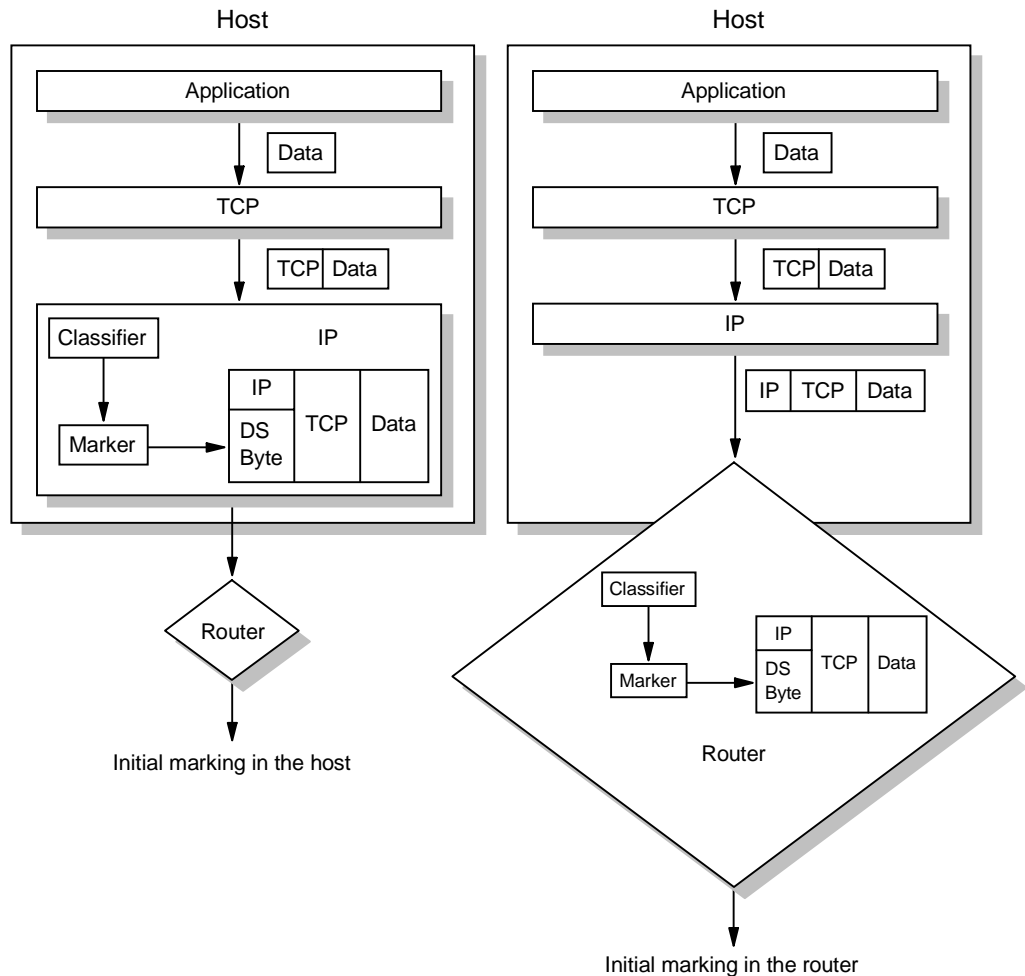 Host
Application
Data
TCP
TCP Data
Classifier
IP
IP
TCP
Data
Marker
DS
Byte
Router
Initial marking in the host
Host
Application
Data
TCP
TCP Data
IP
IP TCP Data
Classifier
IP
TCP
Data
Marker
DS
Byte
Router
Initial marking in the router